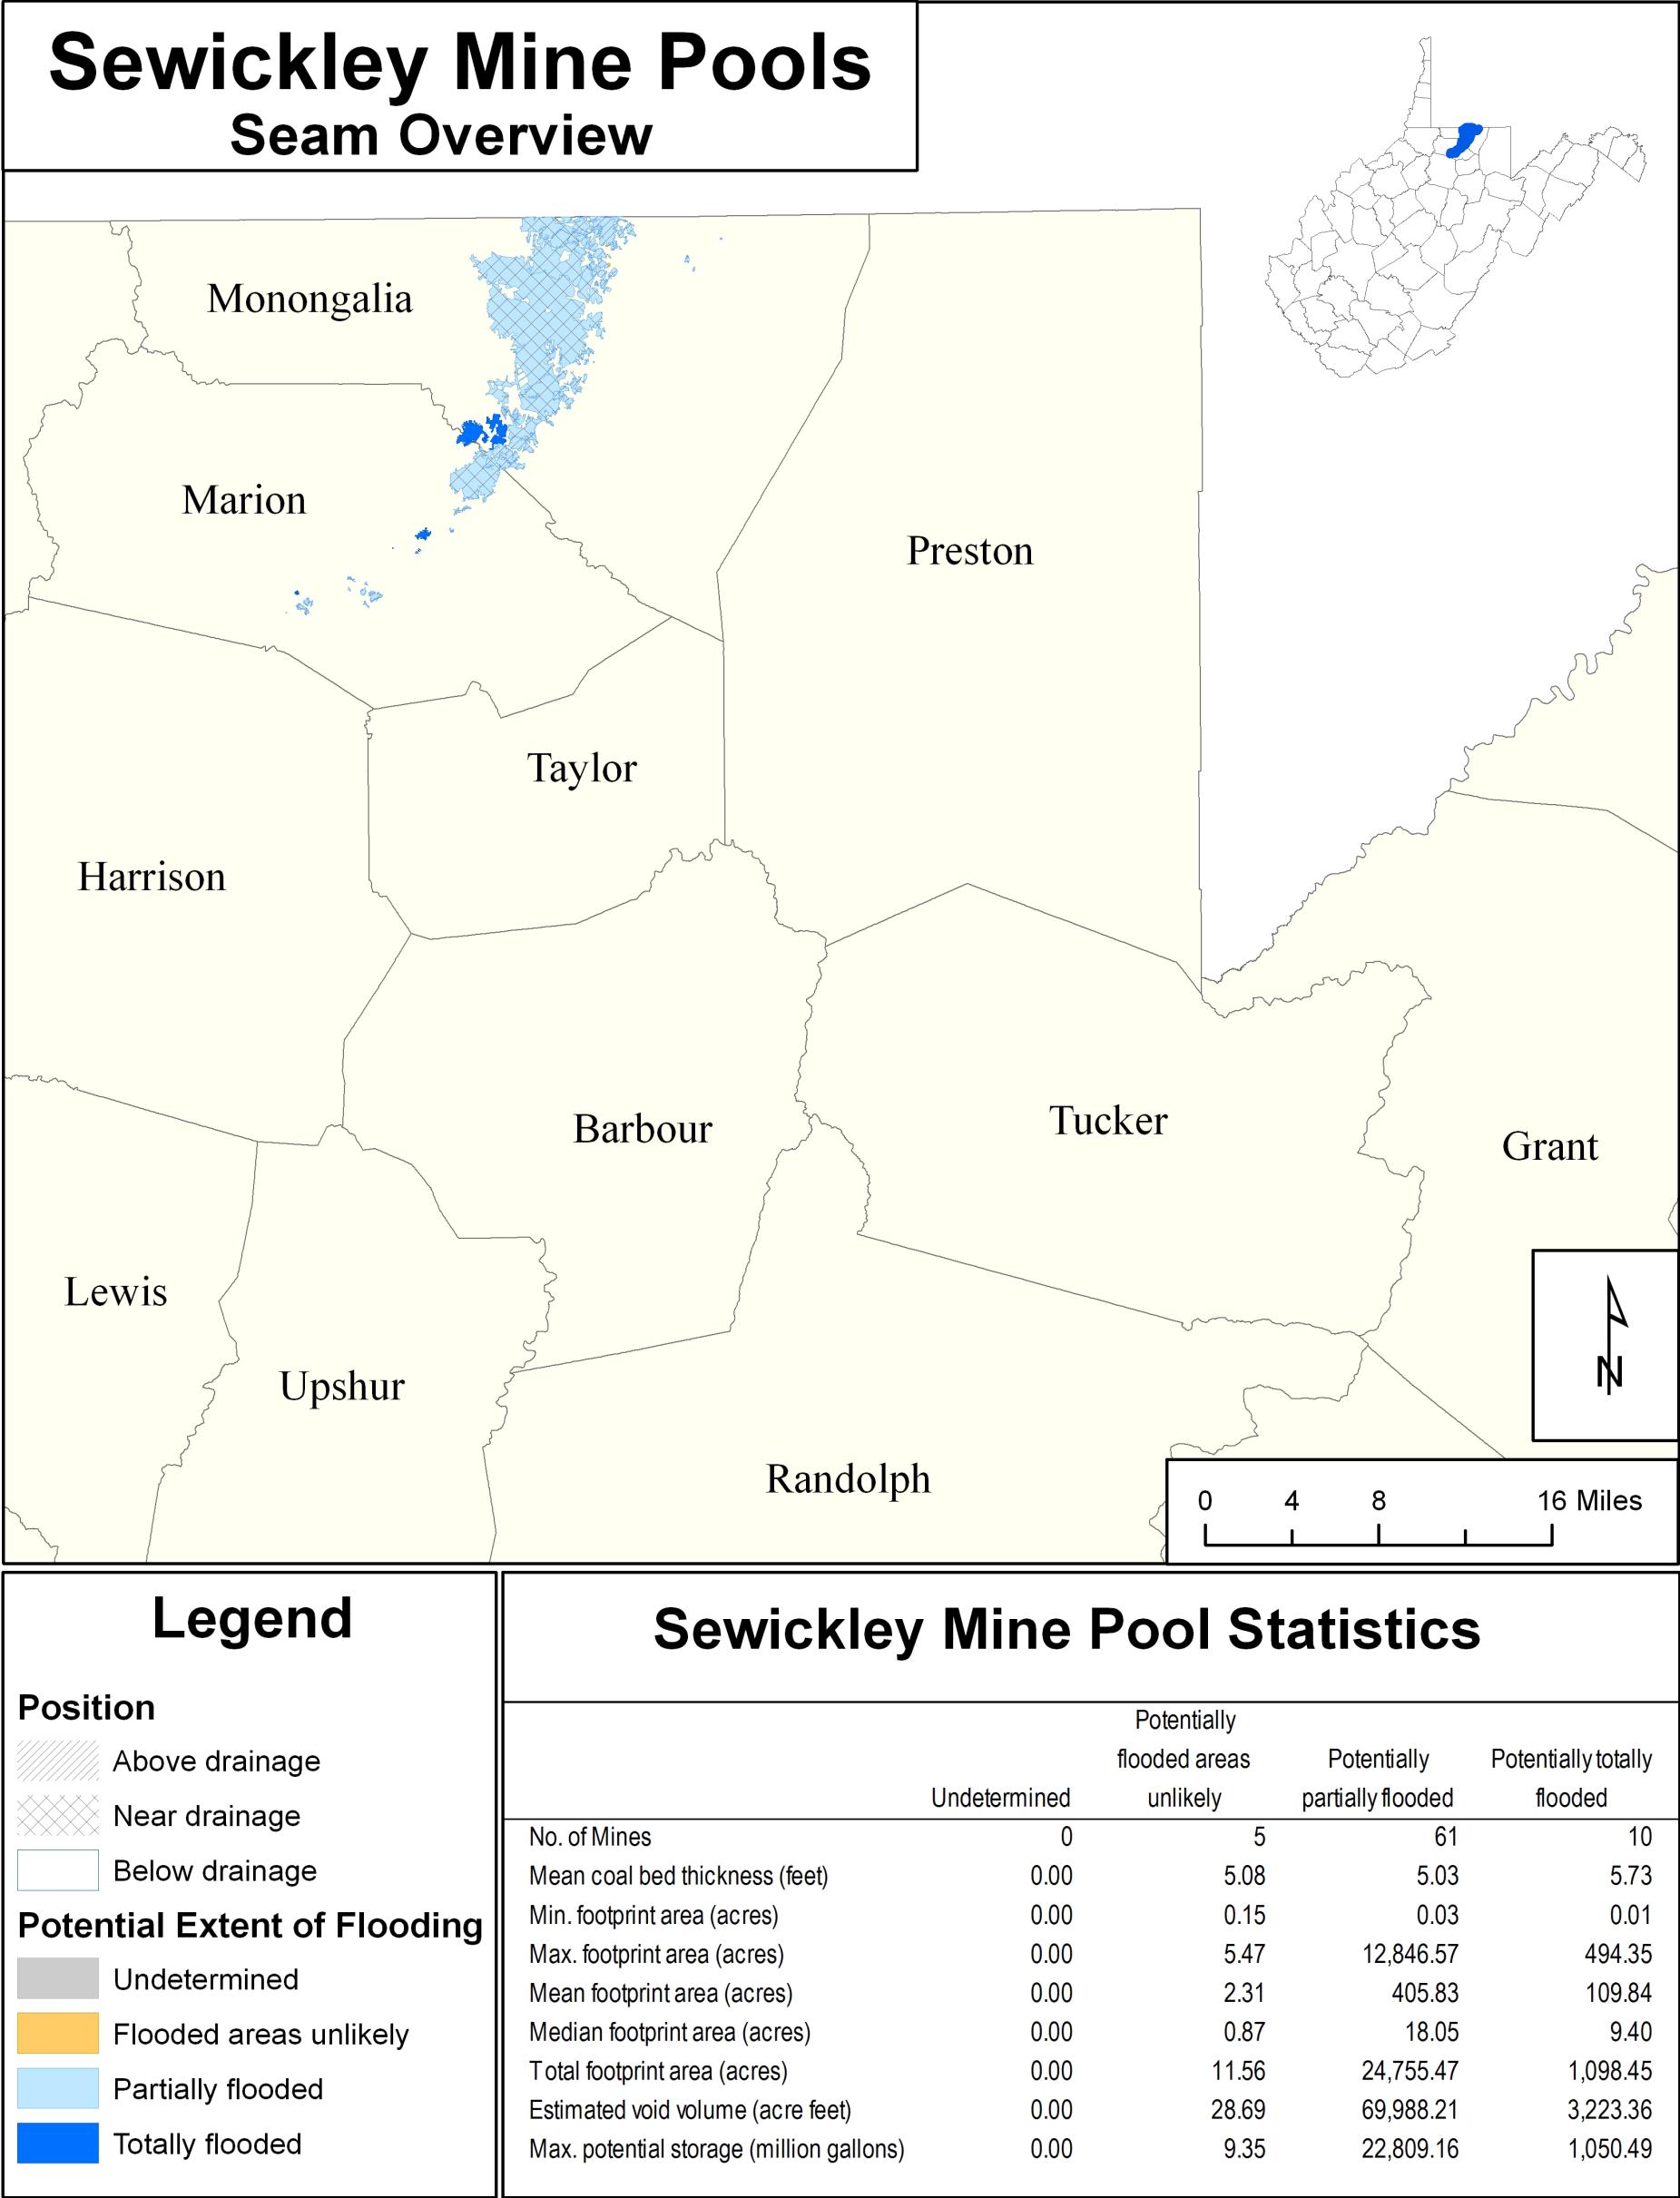 Sewickley Mine Pools
Seam Overview
Monongalia
Marion
Preston
Taylor
Harrison
Barbour
Tucker
Grant
Lewis
Upshur
Randolph
N
0 4 8 16 Miles
Legend
Position
Above drainage
Near drainage
Below drainage
Potential Extent of Flooding
Undetermined
Flooded areas unlikely
Partially flooded
Totally flooded
Sewickley Mine Pool Statistics
Potentially
flooded areas Potentially Potentially totally
Undetermined unlikely partially flooded flooded
No. of Mines 0 5 61 10
Mean coal bed thickness (feet) 0.00 5.08 5.03 5.73
Min. footprint area (acres) 0.00 0.15 0.03 0.01
Max. footprint area (acres) 0.00 5.47 12,846.57 494.35
Mean footprint area (acres) 0.00 2.31 405.83 109.84
Median footprint area (acres) 0.00 0.87 18.05 9.40
Total footprint area (acres) 0.00 11.56 24,755.47 1,098.45
Estimated void volume (acre feet) 0.00 28.69 69,988.21 3,223.36
Max. potential storage (million gallons) 0.00 9.35 22,809.16 1,050.49